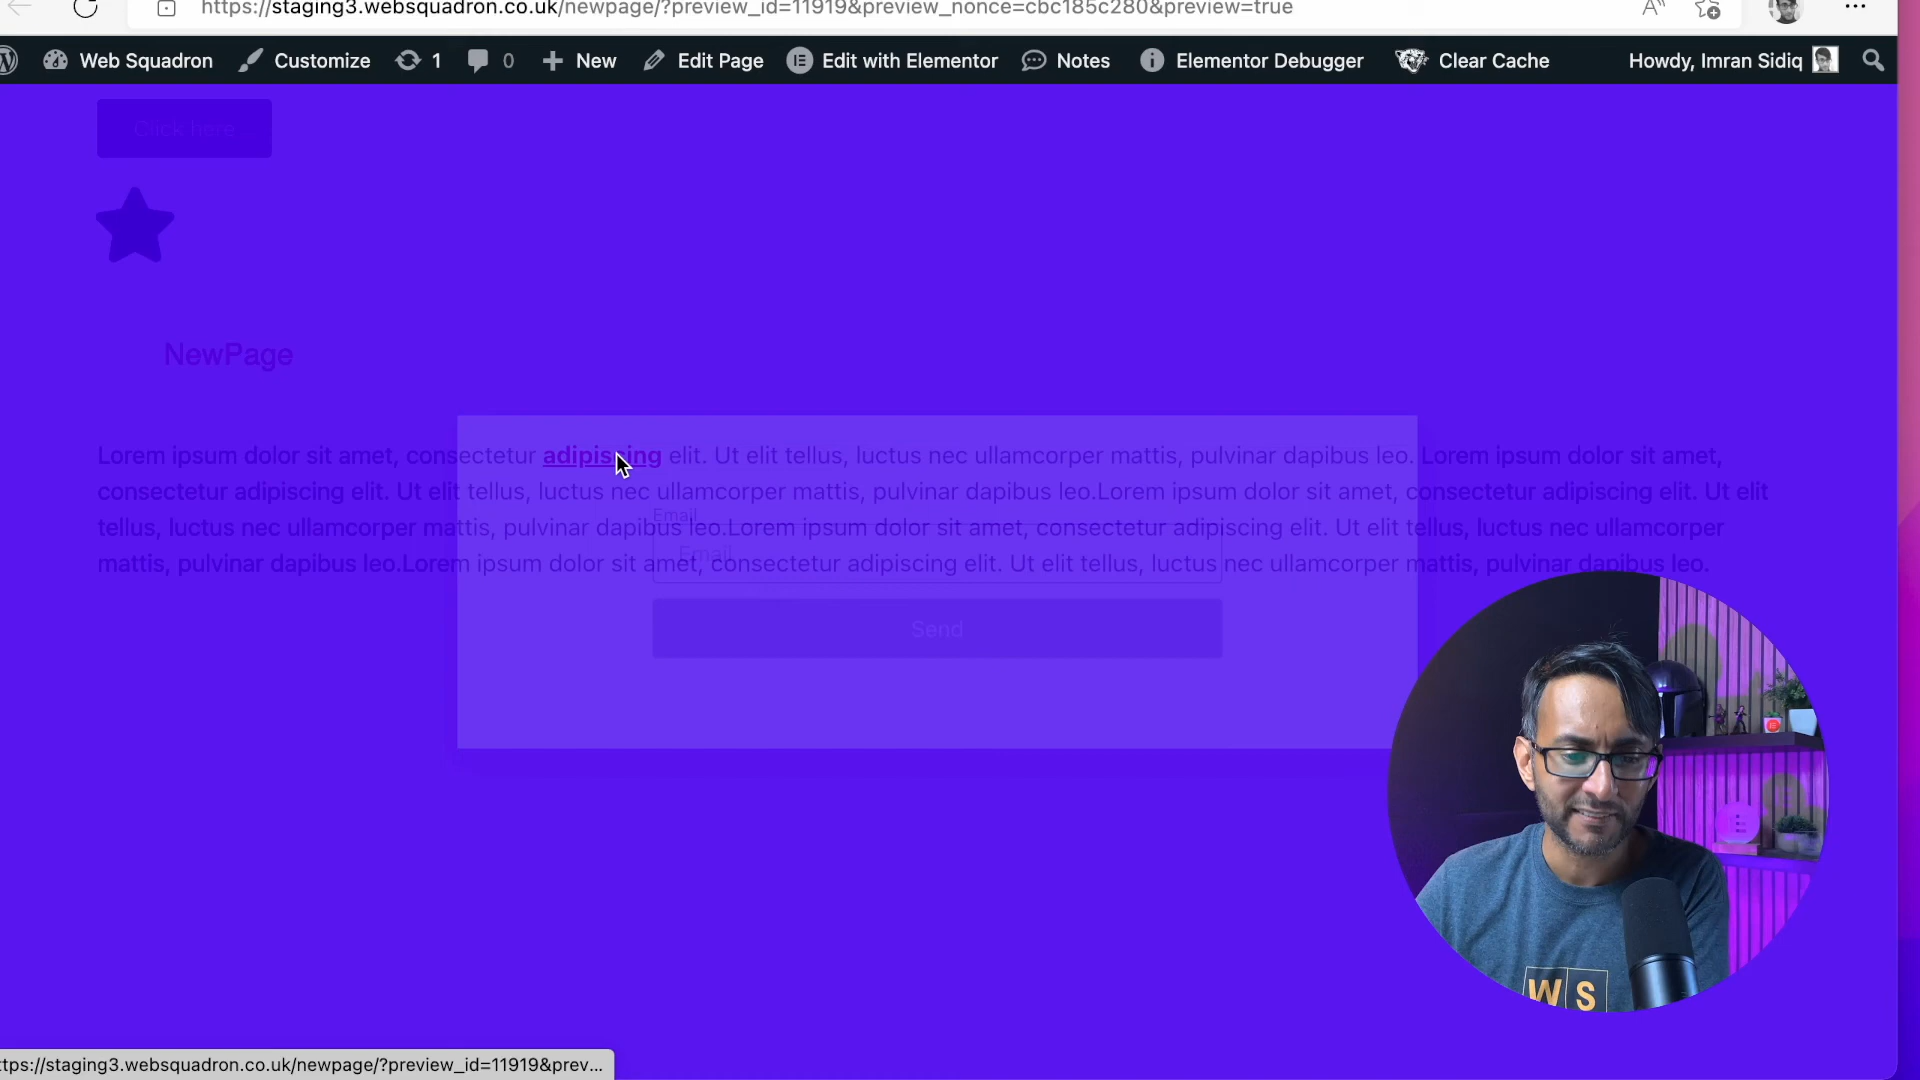 https://staging3.websquadron.co.uk/newpage/?preview_id=11919&preview_nonce=cbc185c280&preview=true
Web Squadron Customize 1 0 New Edit Page Edit with Elementor Notes Elementor Debugger Clear Cache Howdy, Imran Sidiq
Click here
NewPage
Lorem ipsum dolor sit amet, consectetur adipiscing elit. Ut elit tellus, luctus nec ullamcorper mattis, pulvinar dapibus leo. Lorem ipsum dolor sit amet,
consectetur adipiscing elit. Ut elit tellus, luctus nec ullamcorper mattis, pulvinar dapibus leo.Lorem ipsum dolor sit amet, consectetur adipiscing elit. Ut elit
Email
tellus, luctus nec ullamcorper mattis, pulvinar dapibus leo.Lorem ipsum dolor sit amet, consectetur adipiscing elit. Ut elit tellus, luctus nec ullamcorper
Email
mattis, pulvinar dapibus leo.Lorem ipsum dolor sit amet, consectetur adipiscing elit. Ut elit tellus, luctus nec ullamcorper mattis, pulvinar dapibus leo.
Send
WS
ttps://staging3.websquadron.co.uk/newpage/?preview_id=11919&prev...